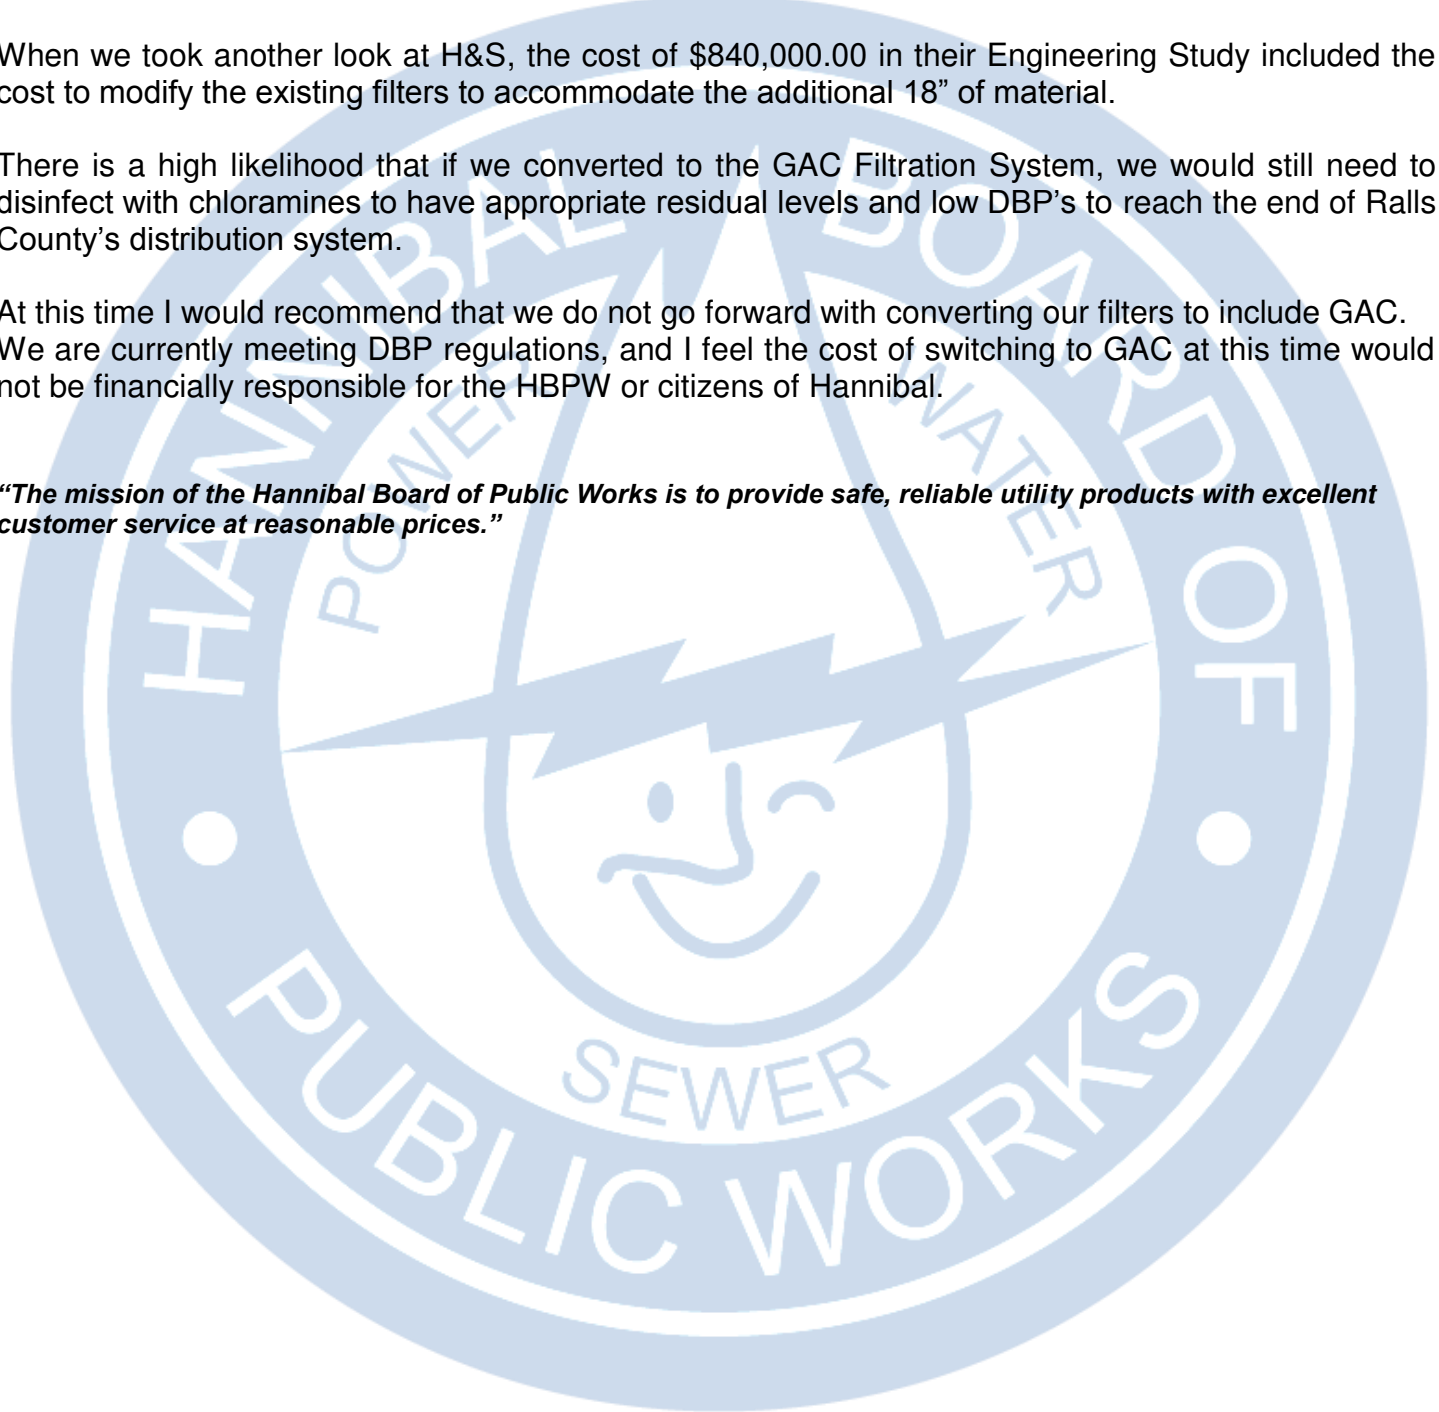 When we took another look at H&S, the cost of $840,000.00 in their Engineering Study included the
cost to modify the existing filters to accommodate the additional 18” of material.
There is a high likelihood that if we converted to the GAC Filtration System, we would still need to
disinfect with chloramines to have appropriate residual levels and low DBP’s to reach the end of Ralls
County’s distribution system.
At this time I would recommend that we do not go forward with converting our filters to include GAC.
We are currently meeting DBP regulations, and I feel the cost of switching to GAC at this time would
not be financially responsible for the HBPW or citizens of Hannibal.
“The mission of the Hannibal Board of Public Works is to provide safe, reliable utility products with excellent
customer service at reasonable prices.”
HANNIBAL BOARD OF
POWER
WATER
SEWER
PUBLIC WORKS